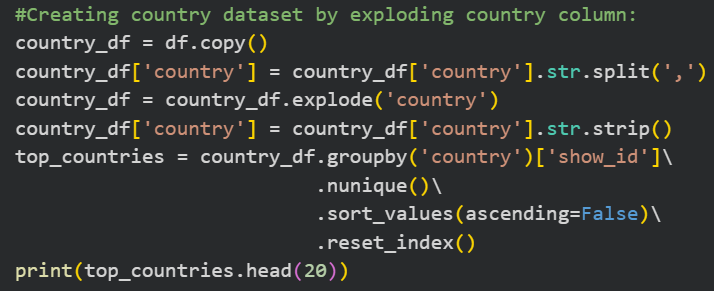 #Creating country dataset by exploding country column:
country_df = df.copy()
country_df['country'] = country_df['country'].str.split(',')
country_df = country_df.explode('country')
country_df['country'] = country_df['country'].str.strip()
top_countries = country_df.groupby('country')['show_id']\
                          .nunique()\
                          .sort_values(ascending=False)\
                          .reset_index()
print(top_countries.head(20))